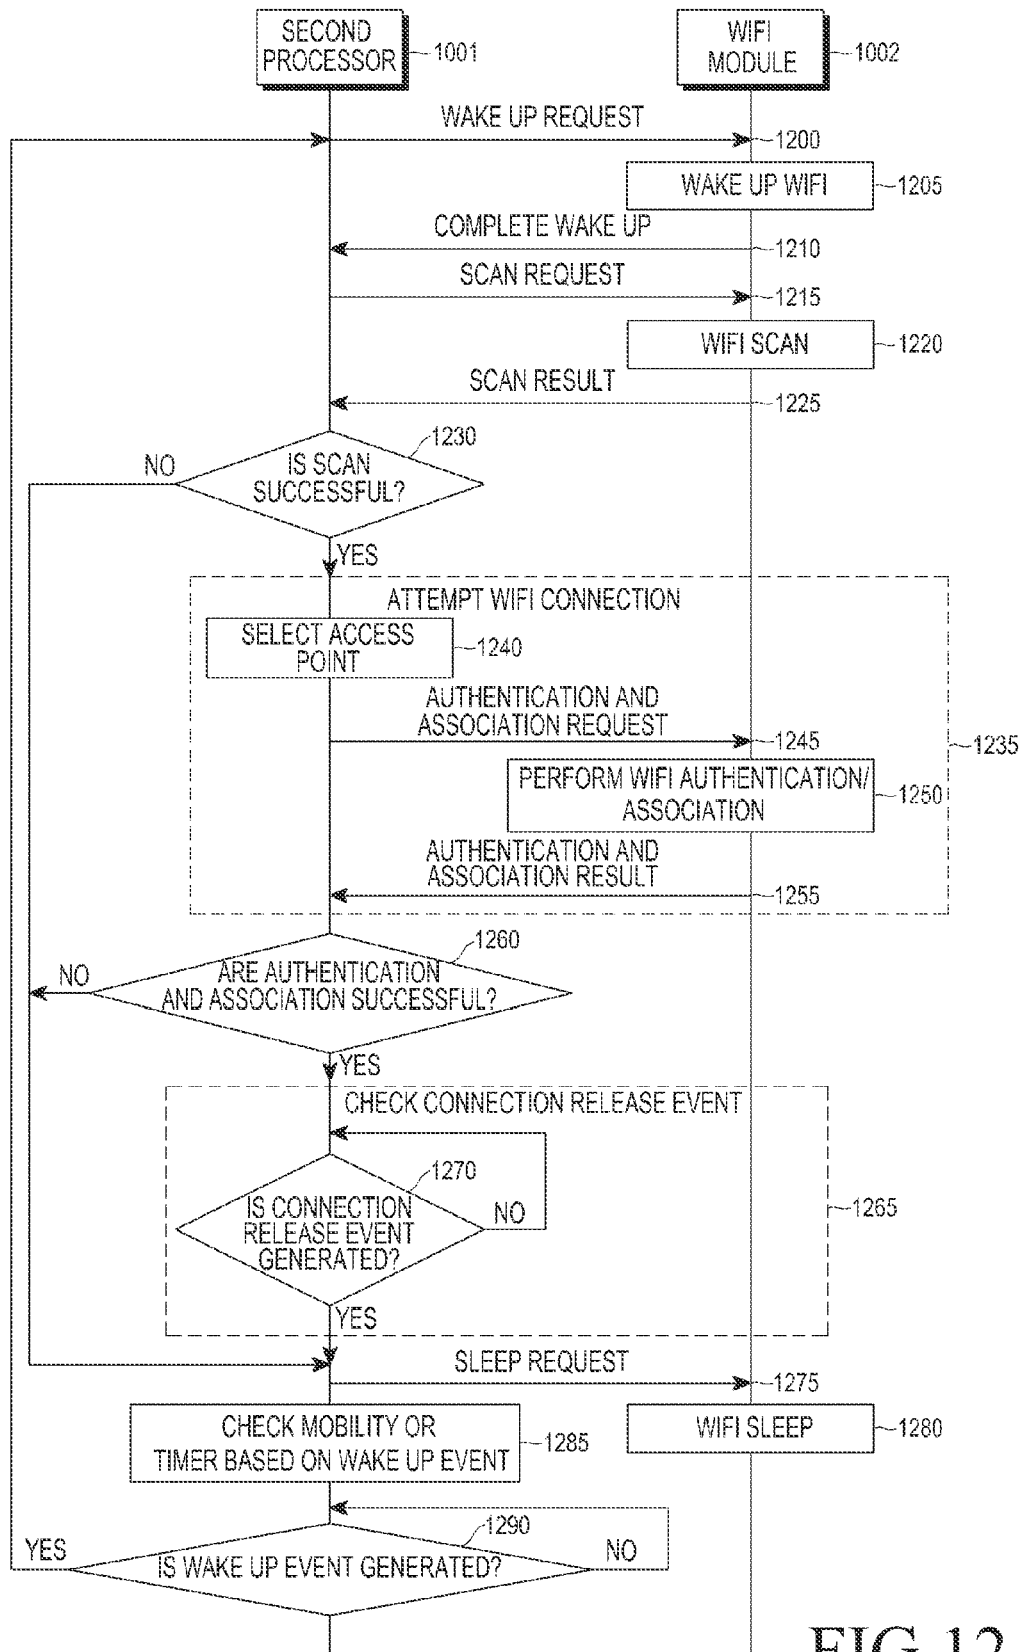 SECOND
PROCESSOR
1001
WIFI
MODULE
1002
WAKE UP REQUEST
1200
WAKE UP WIFI
1205
COMPLETE WAKE UP
1210
SCAN REQUEST
1215
WIFI SCAN
1220
SCAN RESULT
1225
1230
NO
IS SCAN
SUCCESSFUL?
YES
ATTEMPT WIFI CONNECTION
SELECT ACCESS
POINT
1240
AUTHENTICATION AND
ASSOCIATION REQUEST
1245
1235
PERFORM WIFI AUTHENTICATION/
ASSOCIATION
1250
AUTHENTICATION AND
ASSOCIATION RESULT
1255
1260
NO
ARE AUTHENTICATION
AND ASSOCIATION SUCCESSFUL?
YES
CHECK CONNECTION RELEASE EVENT
1270
IS CONNECTION
RELEASE EVENT
GENERATED?
NO
1265
YES
SLEEP REQUEST
1275
CHECK MOBILITY OR
TIMER BASED ON WAKE UP EVENT
1285
WIFI SLEEP
1280
1290
YES
IS WAKE UP EVENT GENERATED?
NO
FIG.12